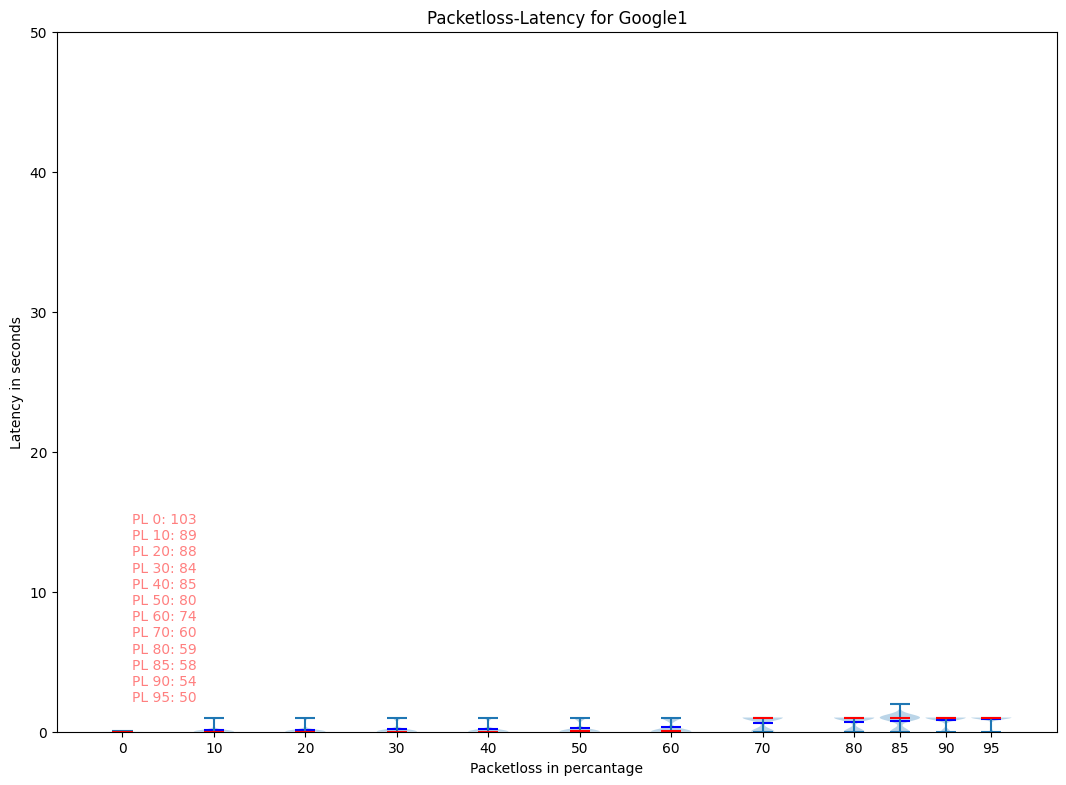 Packetloss-Latency for Google1
50
40
30
20
10
0
Latency in seconds
PL 0: 103
PL 10: 89
PL 20: 88
PL 30: 84
PL 40: 85
PL 50: 80
PL 60: 74
PL 70: 60
PL 80: 59
PL 85: 58
PL 90: 54
PL 95: 50
0 10 20 30 40 50 60 70 80 85 90 95
Packetloss in percantage